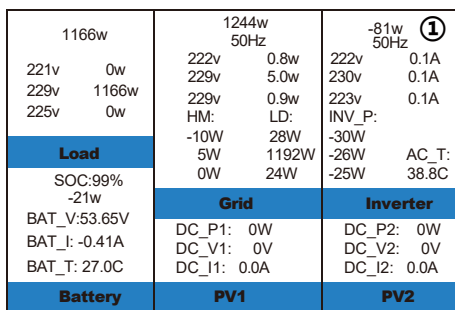 1166w
221v 0w
229v 1166w
225v 0w
Load
SOC:99%
-21w
BAT_V:53.65V
BAT_I: -0.41A
BAT_T: 27.0C
Battery
1244w
50Hz
222v 0.8w
229v 5.0w
229v 0.9w
HM: LD:
-10W 28W
5W 1192W
0W 24W
Grid
DC_P1: 0W
DC_V1: 0V
DC_I1: 0.0A
PV1
-81w ①
50Hz
222v 0.1A
230v 0.1A
223v 0.1A
INV_P:
-30W
-26W AC_T:
-25W 38.8C
Inverter
DC_P2: 0W
DC_V2: 0V
DC_I2: 0.0A
PV2